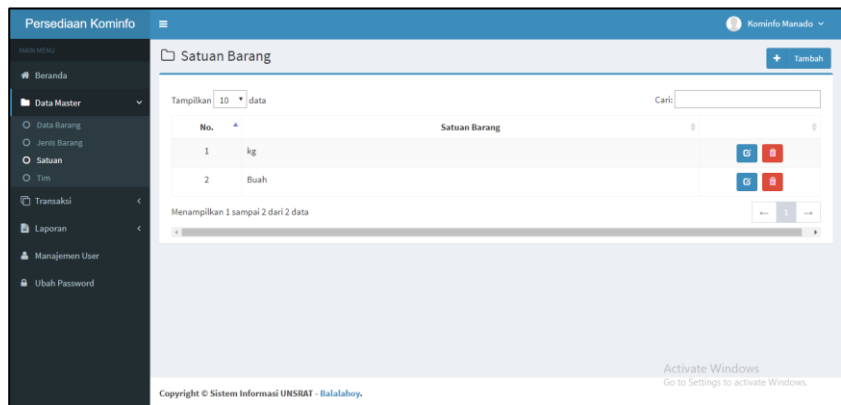 Persediaan Kominfo
Kominfo Manado
MAIN MENU
Beranda
Data Master
Data Barang
Jenis Barang
Satuan
Tim
Transaksi
Laporan
Manajemen User
Ubah Password
Satuan Barang
+ Tambah
Tampilkan 10 data
Cari:
No. Satuan Barang
1 kg
2 Buah
Menampilkan 1 sampai 2 dari 2 data
← 1 →
Activate Windows
Go to Settings to activate Windows.
Copyright © Sistem Informasi UNSRAT - Balalahoy.